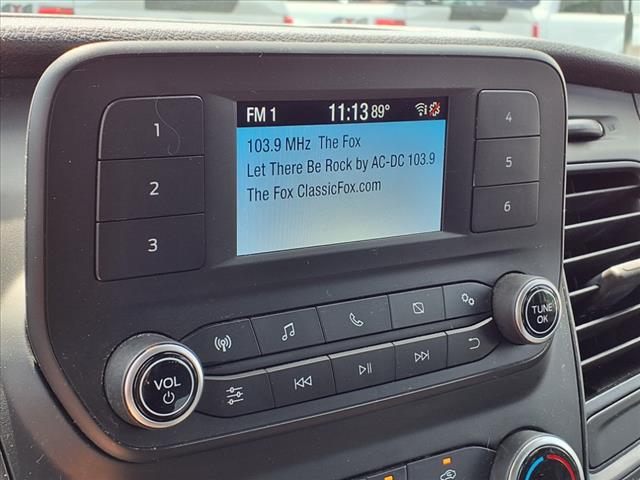 FM 1 11:13 89°
103.9 MHz The Fox
Let There Be Rock by AC-DC 103.9
The Fox ClassicFox.com
1
2
3
4
5
6
VOL
TUNE
OK